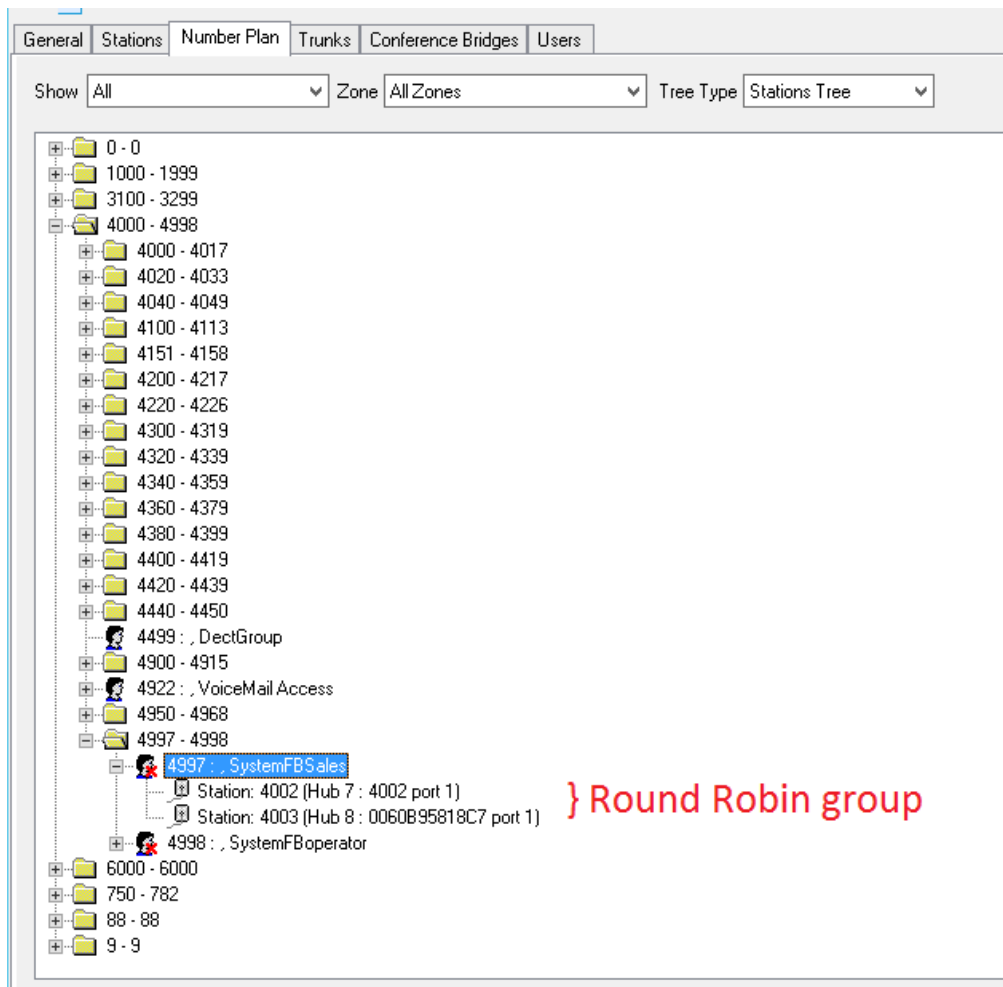 General Stations Number Plan Trunks Conference Bridges Users
Show All Zone All Zones Tree Type Stations Tree
0 - 0
1000 - 1999
3100 - 3299
4000 - 4998
4000 - 4017
4020 - 4033
4040 - 4049
4100 - 4113
4151 - 4158
4200 - 4217
4220 - 4226
4300 - 4319
4320 - 4339
4340 - 4359
4360 - 4379
4380 - 4399
4400 - 4419
4420 - 4439
4440 - 4450
4499 : , DectGroup
4900 - 4915
4922 : , VoiceMail Access
4950 - 4968
4997 - 4998
4997 : , SystemFBSales
Station: 4002 (Hub 7 : 4002 port 1)
} Round Robin group
Station: 4003 (Hub 8 : 0060B95818C7 port 1)
4998 : , SystemFBoperator
6000 - 6000
750 - 782
88 - 88
9 - 9